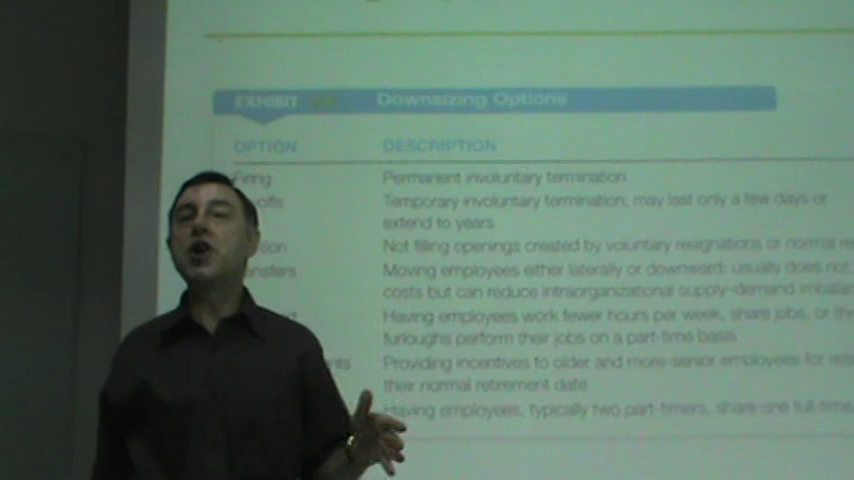 EXHIBIT Downsizing Options
OPTION DESCRIPTION
Firing Permanent involuntary termination
Temporary involuntary termination; may last only a few days or
extend to years
Not filling openings created by voluntary resignations or normal
Moving employees either laterally or downward; usually does not
costs but can reduce intraorganizational supply–demand
Having employees work fewer hours per week, share jobs, or
furloughs perform their jobs on a part-time basis
Providing incentives to older and more-senior employees for
their normal retirement date
Having employees, typically two part-timers, share one full-time